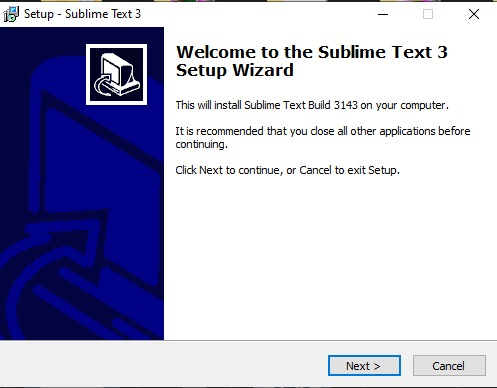 Setup - Sublime Text 3
Welcome to the Sublime Text 3
Setup Wizard
This will install Sublime Text Build 3143 on your computer.
It is recommended that you close all other applications before
continuing.
Click Next to continue, or Cancel to exit Setup.
Next >
Cancel